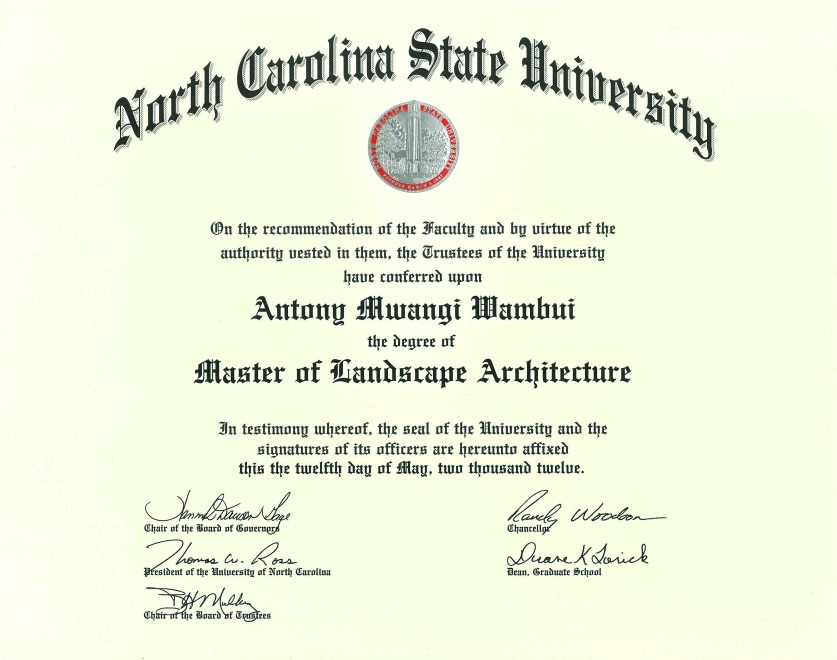 North Carolina State University
NORTH CAROLINA STATE UNIVERSITY
On the recommendation of the Faculty and by virtue of the
authority vested in them, the Trustees of the University
have conferred upon
Antony Mwangi Wambui
the degree of
Master of Landscape Architecture
In testimony whereof, the seal of the University and the
signatures of its officers are hereunto affixed
this the twelfth day of May, two thousand twelve.
Chair of the Board of Governors
Randy Woodson
Chancellor
Thomas W. Ross
President of the University of North Carolina
Duane K Larick
Dean, Graduate School
Chair of the Board of Trustees